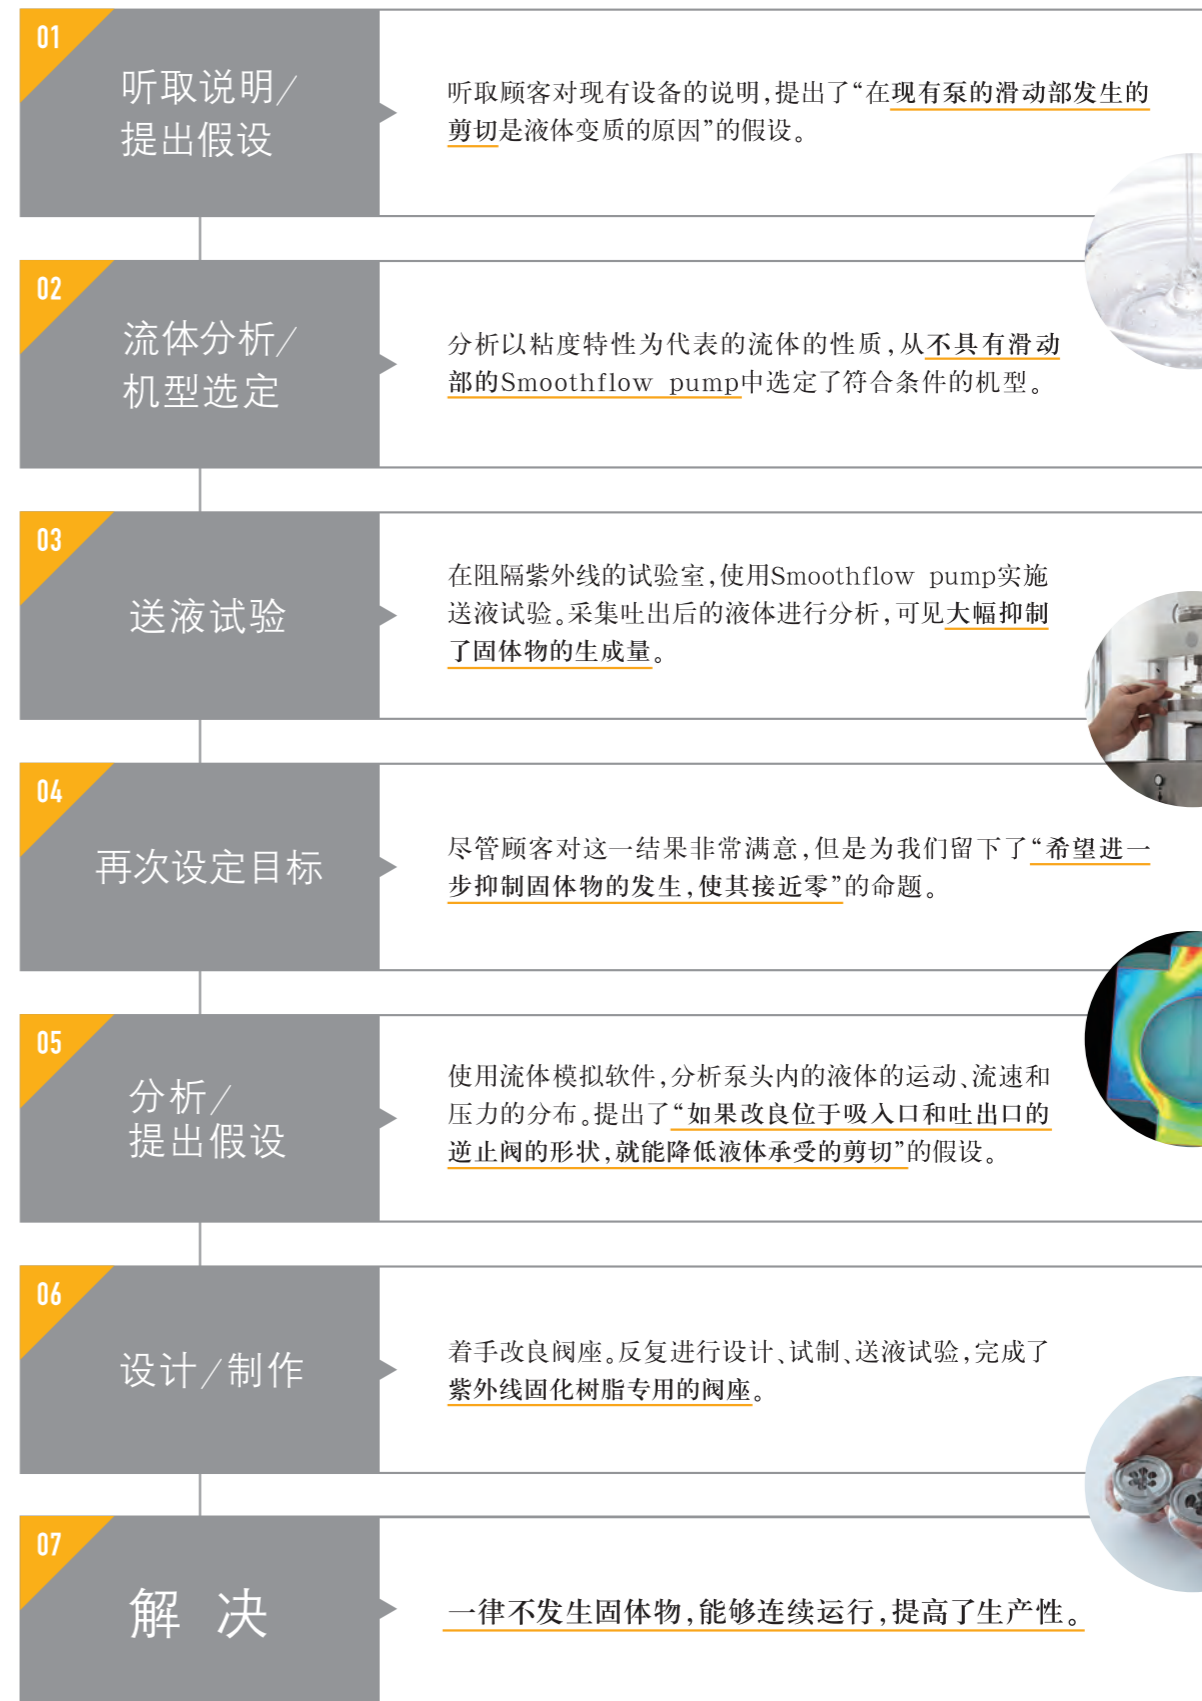 01
听取说明/
提出假设
听取顾客对现有设备的说明,提出了“在现有泵的滑动部发生的
剪切是液体变质的原因”的假设。
02
流体分析/
机型选定
分析以粘度特性为代表的流体的性质,从不具有滑动
部的Smoothflow pump中选定了符合条件的机型。
03
送液试验
在阻隔紫外线的试验室,使用Smoothflow pump实施
送液试验。采集吐出后的液体进行分析,可见大幅抑制
了固体物的生成量。
04
再次设定目标
尽管顾客对这一结果非常满意,但是为我们留下了“希望进一
步抑制固体物的发生,使其接近零”的命题。
05
分析/
提出假设
使用流体模拟软件,分析泵头内的液体的运动、流速和
压力的分布。提出了“如果改良位于吸入口和吐出口的
逆止阀的形状,就能降低液体承受的剪切”的假设。
06
设计/制作
着手改良阀座。反复进行设计、试制、送液试验,完成了
紫外线固化树脂专用的阀座。
07
解 决
一律不发生固体物,能够连续运行,提高了生产性。